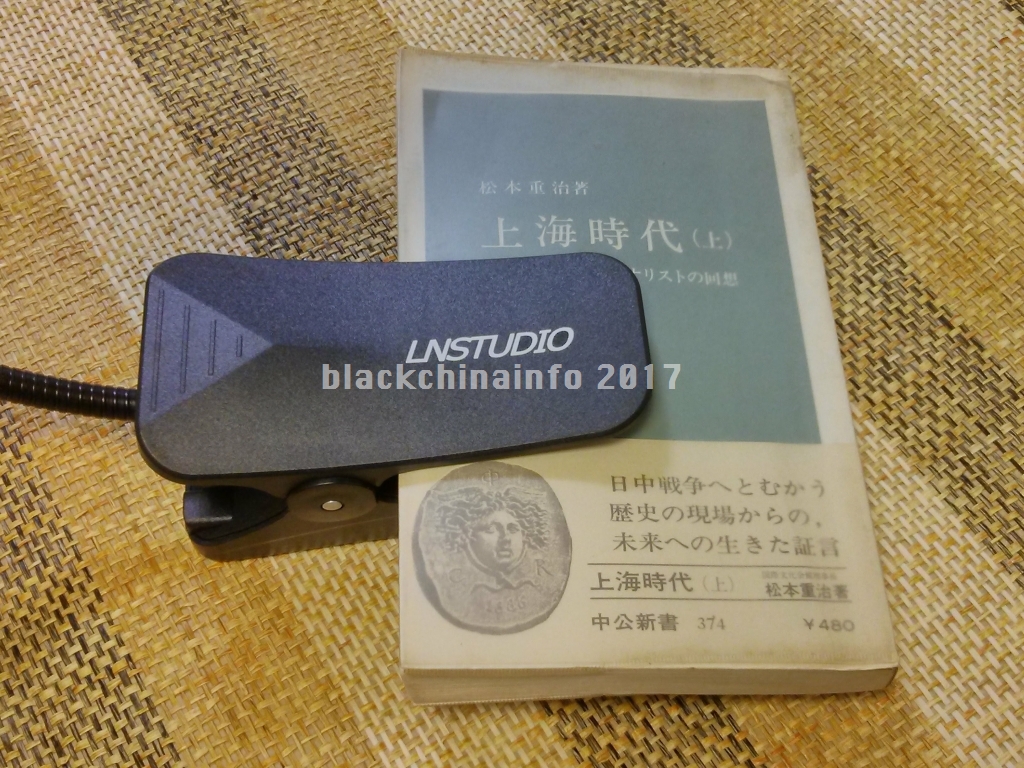 松本重治著
上海時代(上)
ナリストの回想
LNSTUDIO
blackchinainfo 2017
日中戦争へとむかう
歴史の現場からの、
未来への生きた証言
上海時代(上)
松本重治著
中公新書 374 ¥480